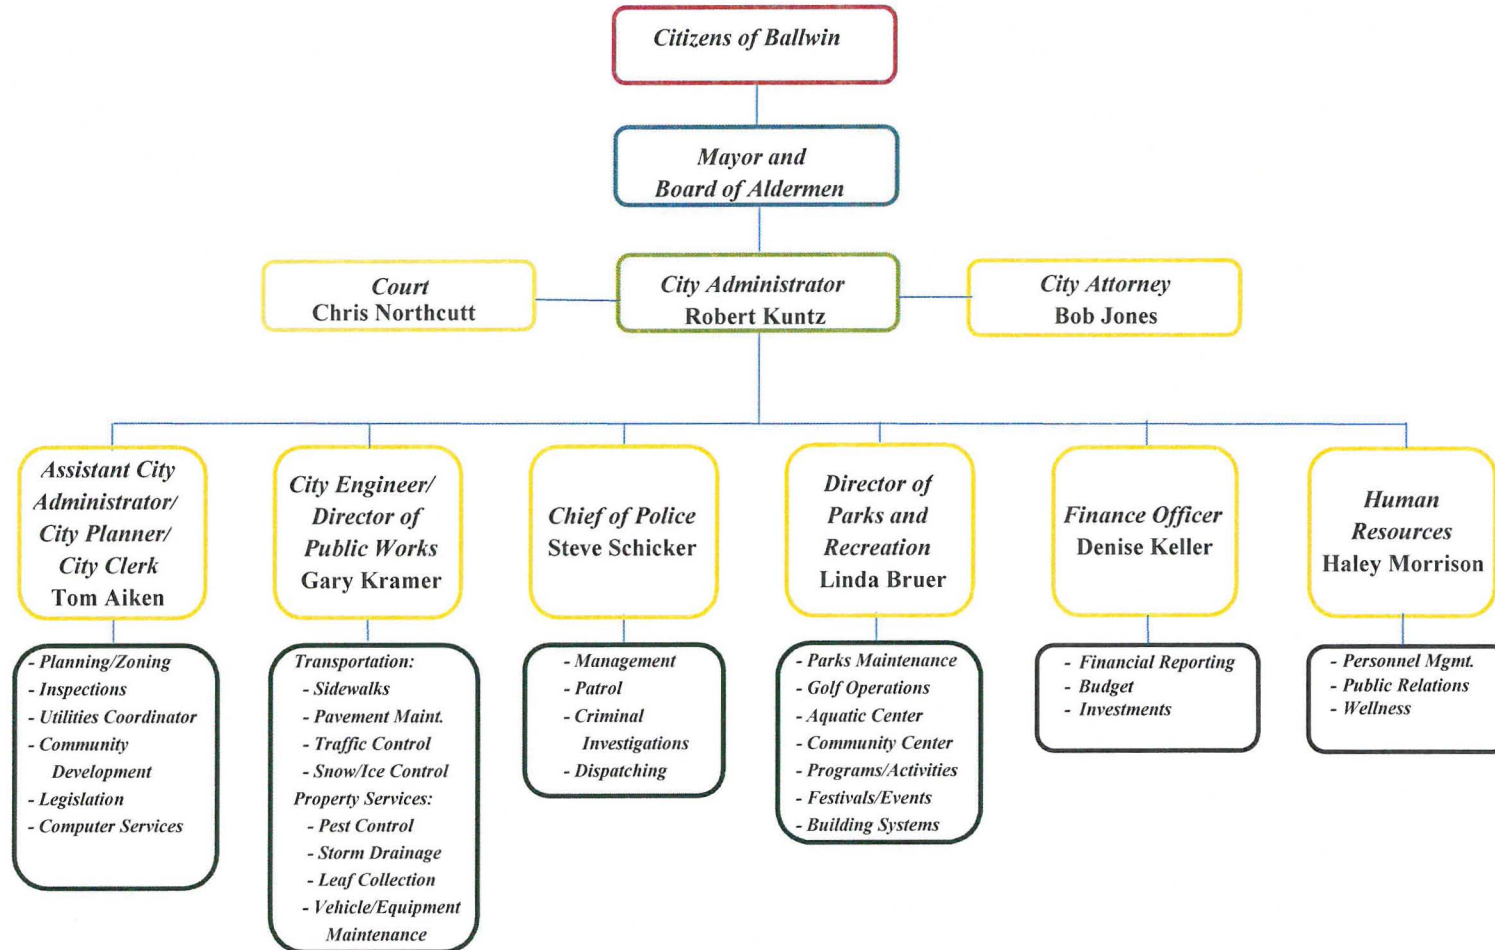 Citizens of Ballwin
Mayor and
Board of Aldermen
Court
Chris Northcutt
City Administrator
Robert Kuntz
City Attorney
Bob Jones
Assistant City
Administrator/
City Planner/
City Clerk
Tom Aiken
City Engineer/
Director of
Public Works
Gary Kramer
Chief of Police
Steve Schicker
Director of
Parks and
Recreation
Linda Bruer
Finance Officer
Denise Keller
Human
Resources
Haley Morrison
- Planning/Zoning
- Inspections
- Utilities Coordinator
- Community
Development
- Legislation
- Computer Services
Transportation:
- Sidewalks
- Pavement Maint.
- Traffic Control
- Snow/Ice Control
Property Services:
- Pest Control
- Storm Drainage
- Leaf Collection
- Vehicle/Equipment
Maintenance
- Management
- Patrol
- Criminal
Investigations
- Dispatching
- Parks Maintenance
- Golf Operations
- Aquatic Center
- Community Center
- Programs/Activities
- Festivals/Events
- Building Systems
- Financial Reporting
- Budget
- Investments
- Personnel Mgmt.
- Public Relations
- Wellness